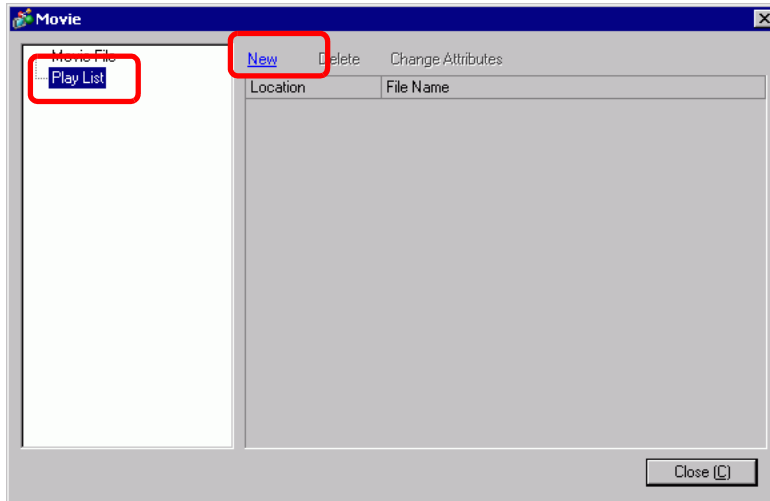 Movie
Movie File
Play List
New Delete Change Attributes
Location File Name
Close (C)